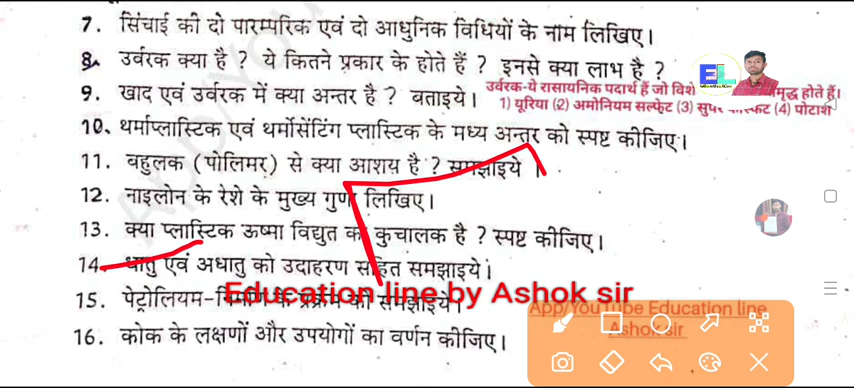 7. सिंचाई की दो पारम्परिक एवं दो आधुनिक विधियों के नाम लिखिए।
8. उर्वरक क्या है ? ये कितने प्रकार के होते हैं ? इनसे क्या लाभ है ?
EL
उर्वरक-ये रासायनिक पदार्थ हैं जो विशे मृद्ध होते हैं।
9. खाद एवं उर्वरक में क्या अन्तर है ? बताइये।
1) यूरिया (2) अमोनियम सल्फेट (3) सुपर फास्फेट (4) पोटाश
10. थर्माप्लास्टिक एवं थर्मोसेंटिंग प्लास्टिक के मध्य अन्तर को स्पष्ट कीजिए।
11. बहुलक (पोलिमर) से क्या आशय है ? समझाइये ।
12. नाइलोन के रेशे के मुख्य गुण लिखिए।
13. क्या प्लास्टिक ऊष्मा विद्युत का कुचालक है ? स्पष्ट कीजिए।
14. धातु एवं अधातु को उदाहरण सहित समझाइये।
Education line by Ashok sir
15. पेट्रोलियम-निर्माण के प्रक्रम को समझाइये।
App/YouTube Education line
Ashok sir
16. कोक के लक्षणों और उपयोगों का वर्णन कीजिए।